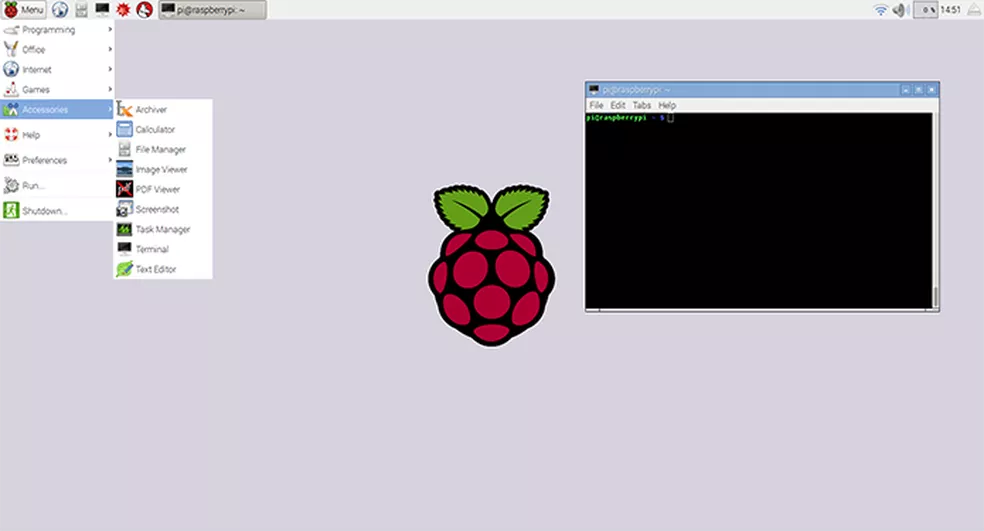 Menu
pi@raspberrypi: ~
0 %
14:51
Programming
Office
Internet
Games
Accessories
Help
Preferences
Run...
Shutdown...
Archiver
Calculator
File Manager
Image Viewer
PDF Viewer
Screenshot
Task Manager
Terminal
Text Editor
pi@raspberrypi: ~
File Edit Tabs Help
pi@raspberrypi ~ $